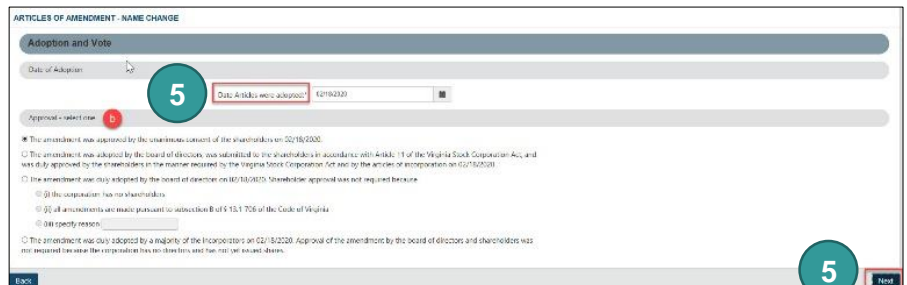 ARTICLES OF AMENDMENT - NAME CHANGE
Adoption and Vote
Date of Adoption
5
Date Articles were adopted:* 02/18/2020
Approval - select one b
The amendment was approved by the unanimous consent of the shareholders on 02/18/2020.
The amendment was adopted by the board of directors, was submitted to the shareholders in accordance with Article 11 of the Virginia Stock Corporation Act, and
was duly approved by the shareholders in the manner required by the Virginia Stock Corporation Act and by the articles of incorporation on 02/18/2020.
The amendment was duly adopted by the board of directors on 02/18/2020. Shareholder approval was not required because
(i) the corporation has no shareholders
(ii) all amendments are made pursuant to subsection B of § 13.1-706 of the Code of Virginia
(iii) specify reason
The amendment was duly adopted by a majority of the incorporators on 02/18/2020. Approval of the amendment by the board of directors and shareholders was
not required because the corporation has no directors and has not yet issued shares.
5
Back Next